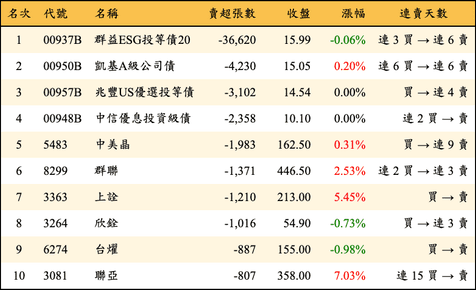 名次 代號 名稱 賣超張數 收盤 漲幅 連賣天數
1 00937B 群益ESG投等債20 -36,620 15.99 -0.06% 連 3 買 → 連 6 賣
2 00950B 凱基A級公司債 -4,230 15.05 0.20% 連 6 買 → 連 6 賣
3 00957B 兆豐US優選投等債 -3,102 14.54 0.00% 買 → 連 4 賣
4 00948B 中信優息投資級債 -2,358 10.10 0.00% 連 2 買 → 賣
5 5483 中美晶 -1,983 162.50 0.31% 買 → 連 9 賣
6 8299 群聯 -1,371 446.50 2.53% 連 2 買 → 連 3 賣
7 3363 上詮 -1,210 213.00 5.45% 買 → 賣
8 3264 欣銓 -1,016 54.90 -0.73% 買 → 連 3 賣
9 6274 台燿 -887 155.00 -0.98% 買 → 賣
10 3081 聯亞 -807 358.00 7.03% 連 15 買 → 賣